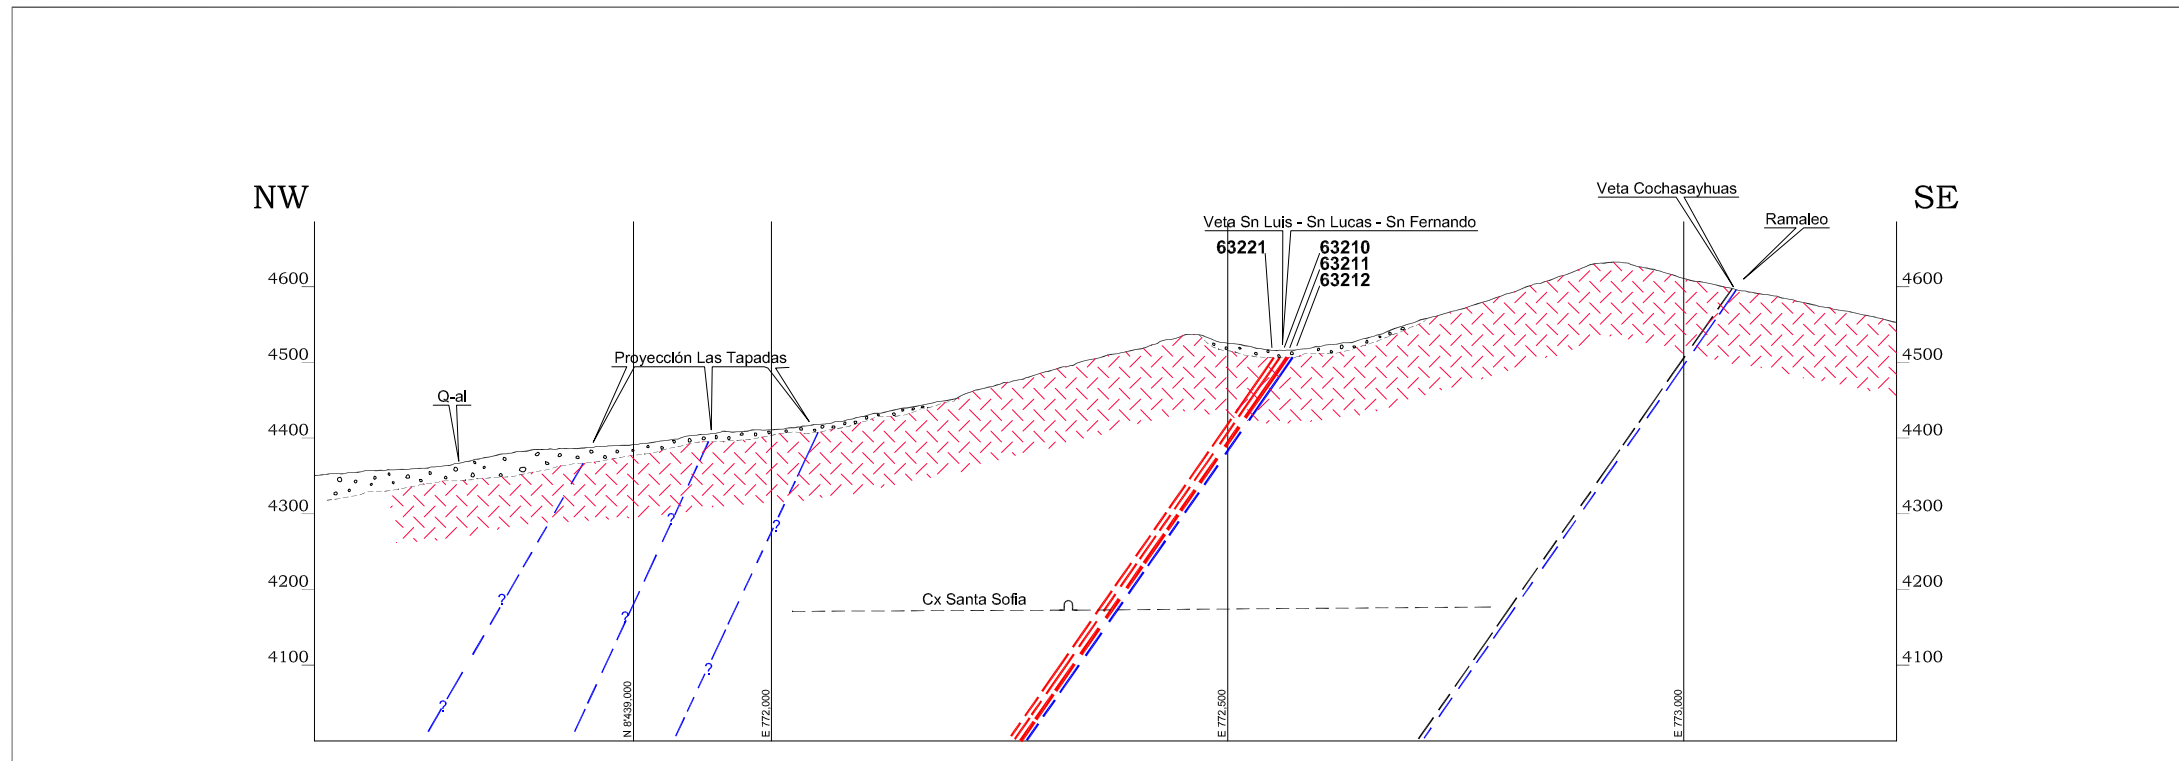 NW
SE
Veta Cochasayhuas
Ramaleo
Veta Sn Luis - Sn Lucas - Sn Fernando
63221
63210
63211
63212
4600
4600
4500
4500
Proyección Las Tapadas
Q-al
4400
4400
4300
4300
?
?
4200
4200
?
Cx Santa Sofia
?
4100
4100
?
?
N 8'439,000
E 772,000
E 772,500
E 773,000